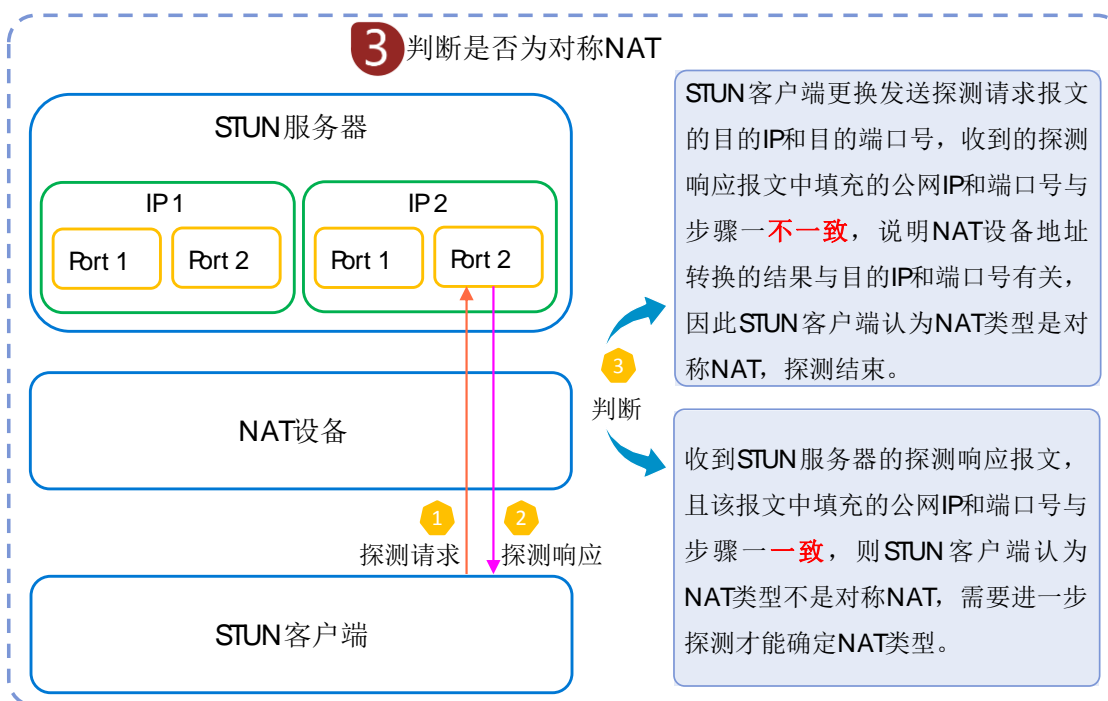 3 判断是否为对称NAT
STUN服务器
IP1
IP2
Port 1
Port 2
Port 1
Port 2
NAT设备
1
2
探测请求
探测响应
STUN客户端
3
判断
STUN客户端更换发送探测请求报文
的目的IP和目的端口号，收到的探测
响应报文中填充的公网IP和端口号与
步骤一不一致，说明NAT设备地址
转换的结果与目的IP和端口号有关，
因此STUN客户端认为NAT类型是对
称NAT，探测结束。
收到STUN服务器的探测响应报文，
且该报文中填充的公网IP和端口号与
步骤一一致，则STUN客户端认为
NAT类型不是对称NAT，需要进一步
探测才能确定NAT类型。